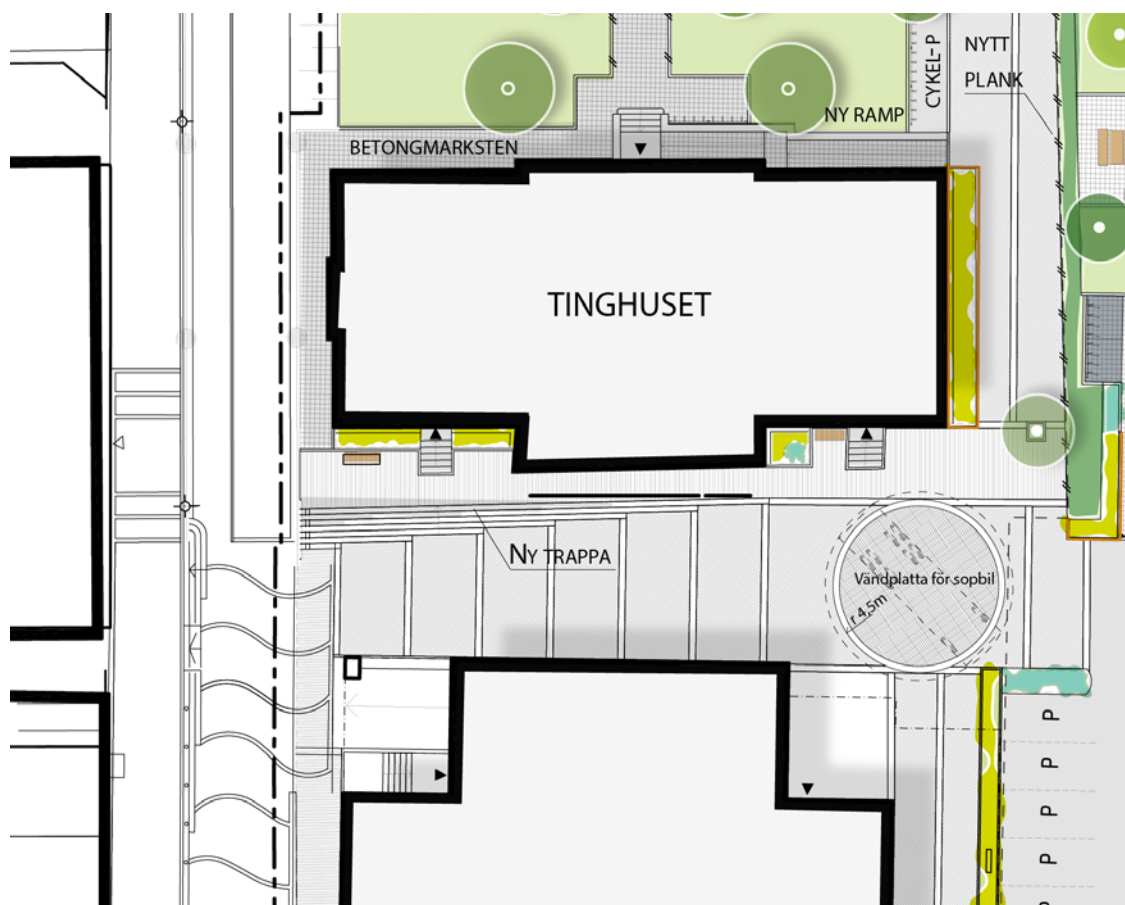 CYKEL-P
NYTT
PLANK
NY RAMP
BETONGMARKSTEN
TINGHUSET
NY TRAPPA
Vändplatta för sopbil
r 4,5m
P
P
P
P
P